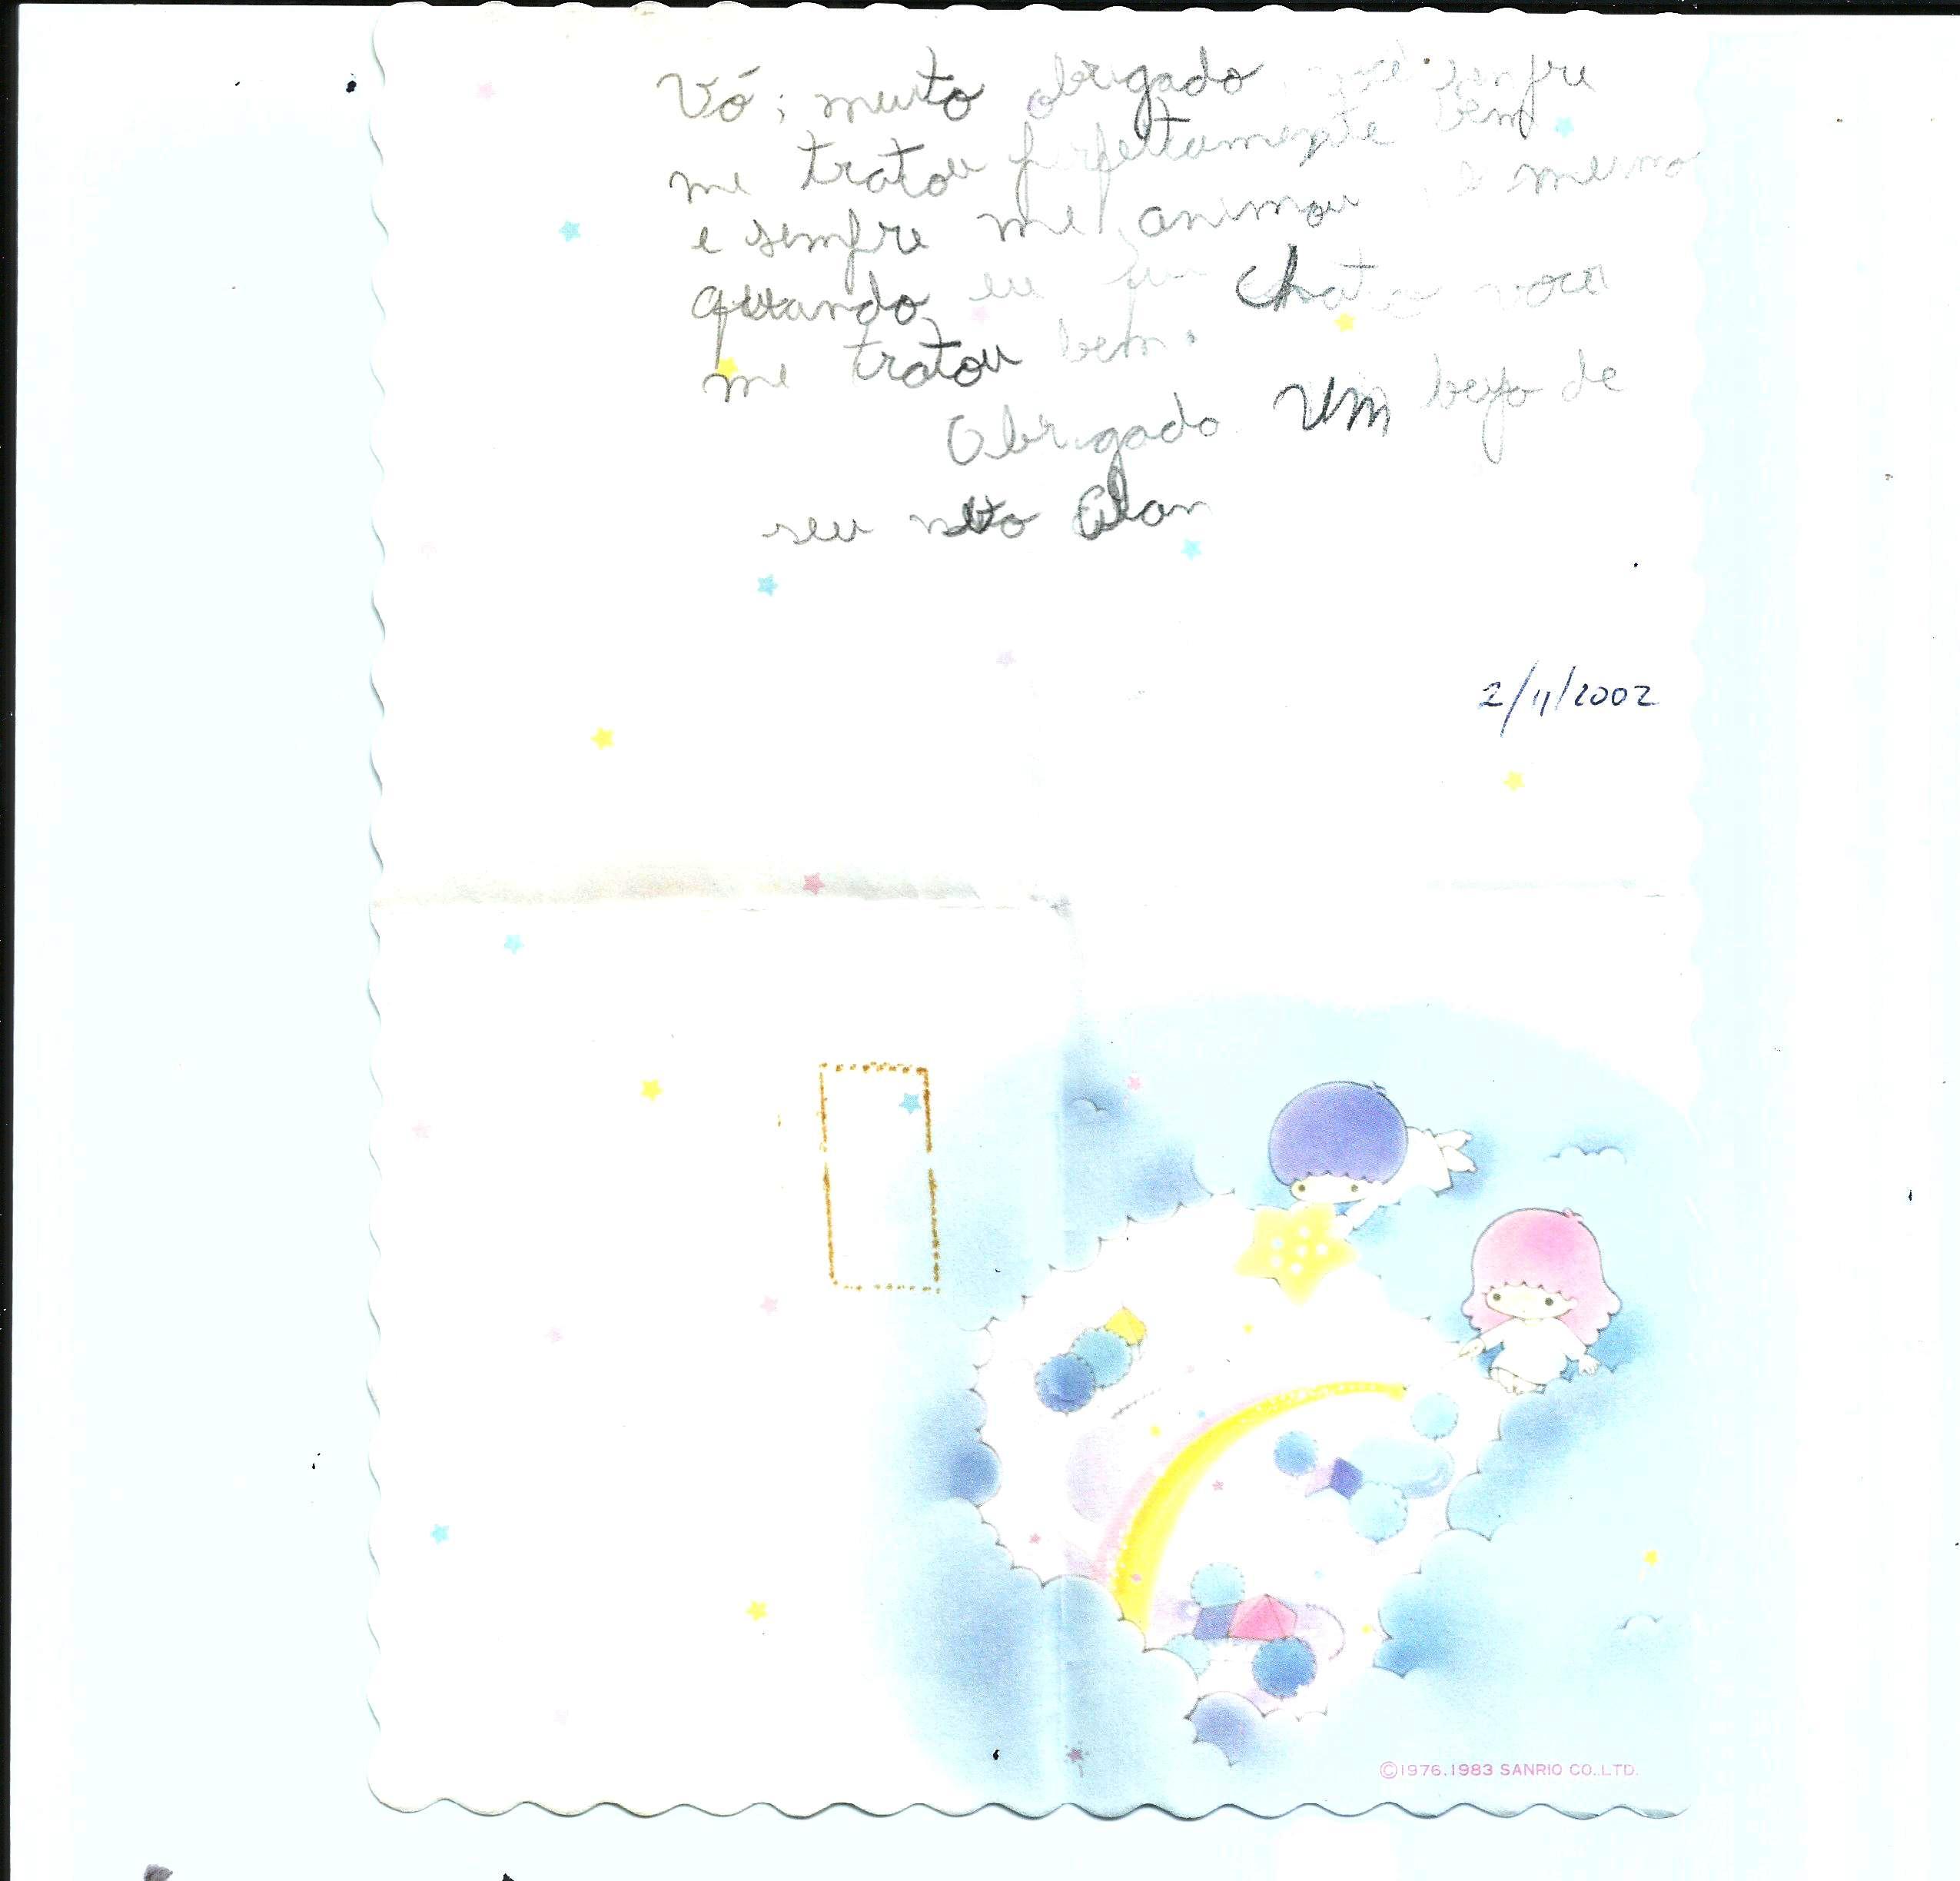 Vó; muito obrigado, você senfre
me tratou perfeitamente bem
e sempre me animou, e mesmo
quando eu fui chato você
me tratou bem.
Obrigado. Um beijo de
seu neto Alan
2/11/2002
©1976.1983 SANRIO CO.,LTD.